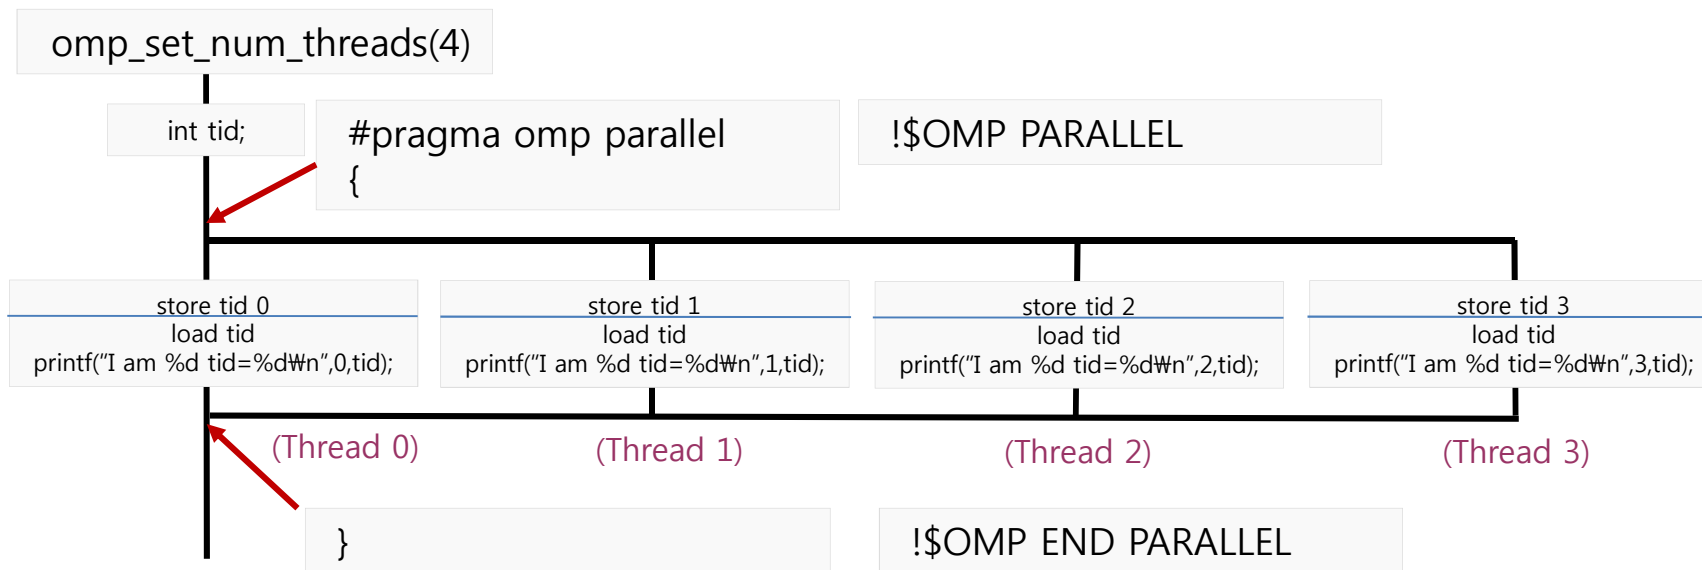 omp_set_num_threads(4)
int tid;
#pragma omp parallel
{
!$OMP PARALLEL
store tid 0
load tid
printf(“I am %d tid=%d₩n”,0,tid);
store tid 1
load tid
printf(“I am %d tid=%d₩n”,1,tid);
store tid 2
load tid
printf(“I am %d tid=%d₩n”,2,tid);
store tid 3
load tid
printf(“I am %d tid=%d₩n”,3,tid);
(Thread 0)
(Thread 1)
(Thread 2)
(Thread 3)
}
!$OMP END PARALLEL